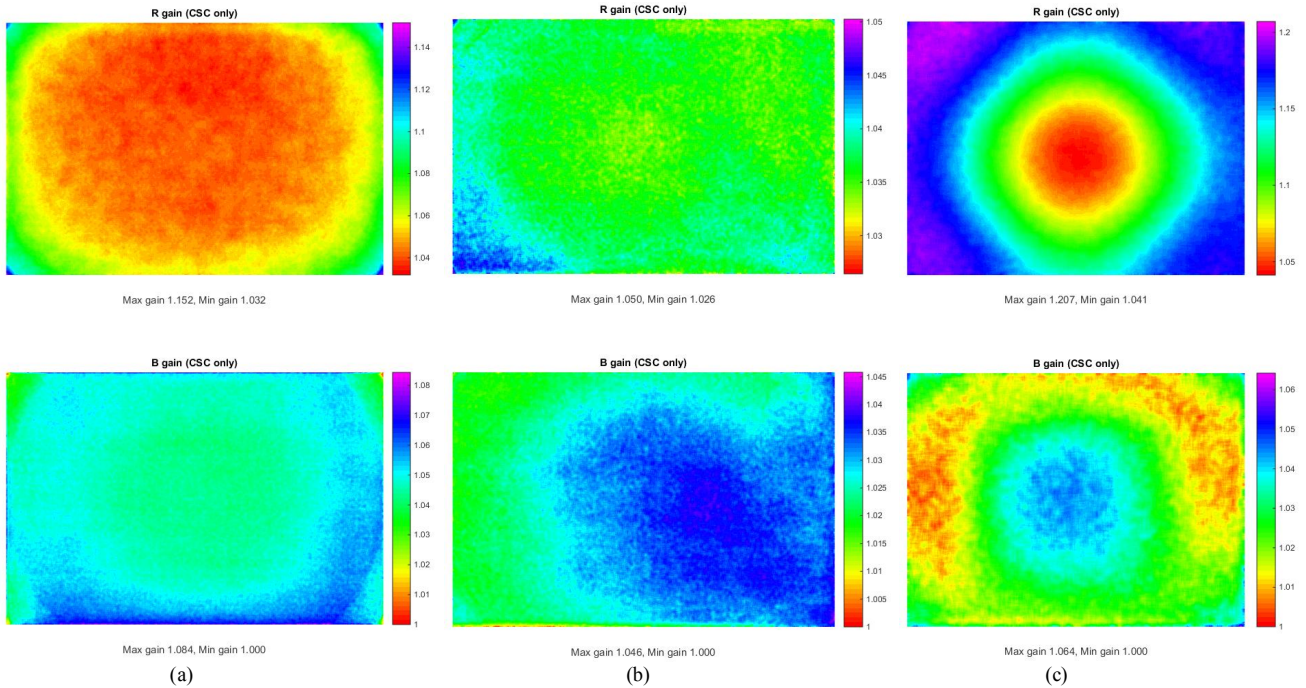 R gain (CSC only)
1.14
1.12
1.1
1.08
1.06
1.04
Max gain 1.152, Min gain 1.032
R gain (CSC only)
1.05
1.045
1.04
1.035
1.03
Max gain 1.050, Min gain 1.026
R gain (CSC only)
1.2
1.15
1.1
1.05
Max gain 1.207, Min gain 1.041
B gain (CSC only)
1.08
1.07
1.06
1.05
1.04
1.03
1.02
1.01
1
Max gain 1.084, Min gain 1.000
(a)
B gain (CSC only)
1.045
1.04
1.035
1.03
1.025
1.02
1.015
1.01
1.005
1
Max gain 1.046, Min gain 1.000
(b)
B gain (CSC only)
1.06
1.05
1.04
1.03
1.02
1.01
1
Max gain 1.064, Min gain 1.000
(c)